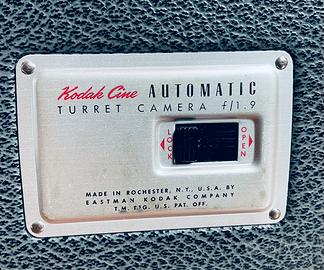 Kodak Cine AUTOMATIC
TURRET CAMERA f/1.9
LOCK
OPEN
MADE IN ROCHESTER, N.Y., U.S.A. BY
EASTMAN KODAK COMPANY
T.M. REG. U.S. PAT. OFF.